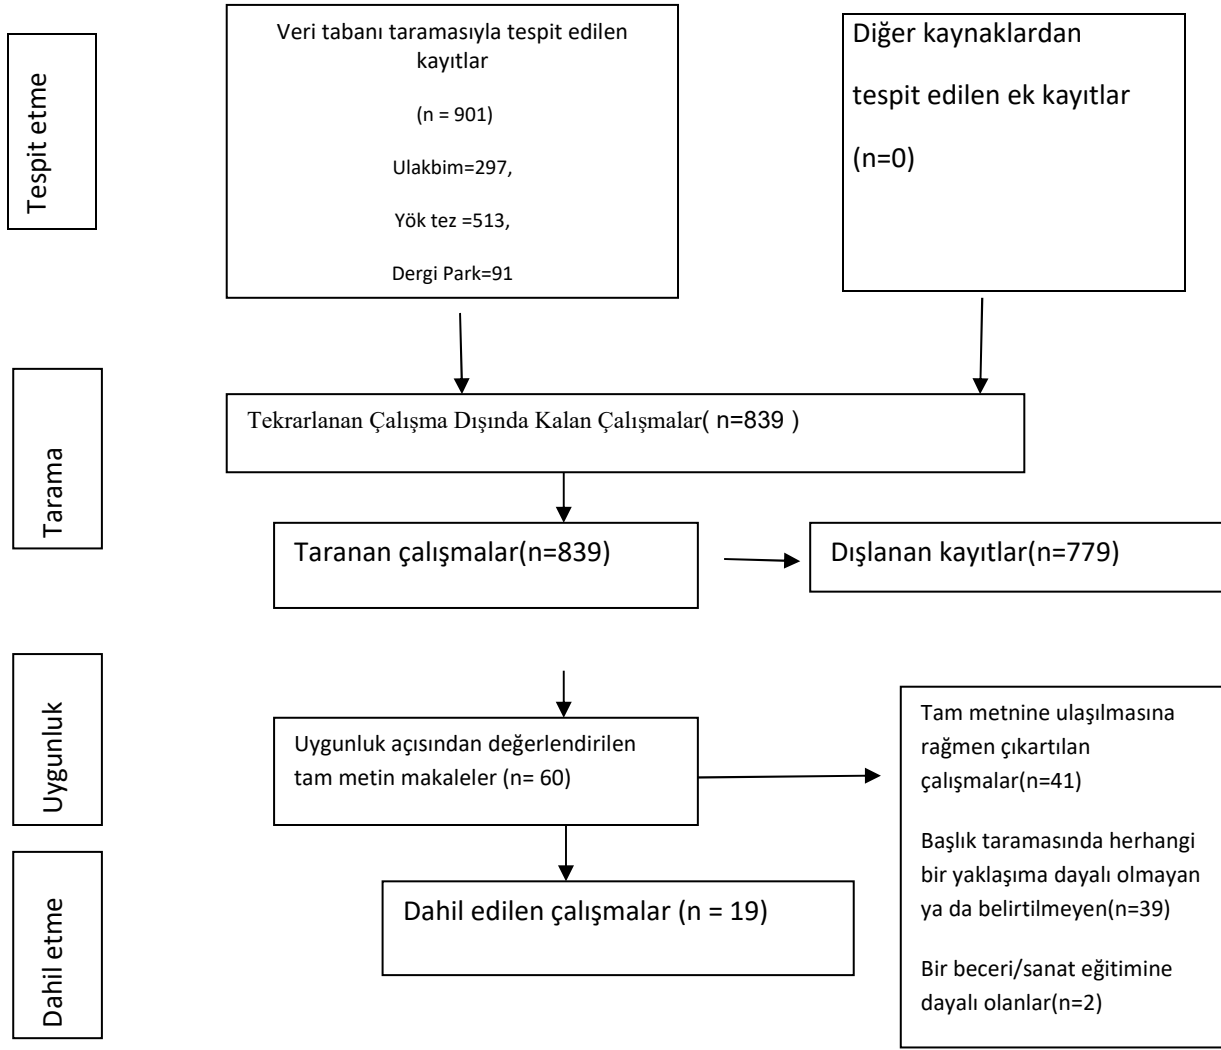 Tespit etme
Veri tabanı taramasıyla tespit edilen
kayıtlar
(n = 901)
Ulakbim=297,
Yök tez =513,
Dergi Park=91
Diğer kaynaklardan
tespit edilen ek kayıtlar
(n=0)
Tarama
Tekrarlanan Çalışma Dışında Kalan Çalışmalar( n=839 )
Taranan çalışmalar(n=839)
Dışlanan kayıtlar(n=779)
Uygunluk
Uygunluk açısından değerlendirilen
tam metin makaleler (n= 60)
Tam metnine ulaşılmasına
rağmen çıkartılan
çalışmalar(n=41)
Başlık taramasında herhangi
bir yaklaşıma dayalı olmayan
ya da belirtilmeyen(n=39)
Bir beceri/sanat eğitimine
dayalı olanlar(n=2)
Dahil etme
Dahil edilen çalışmalar (n = 19)